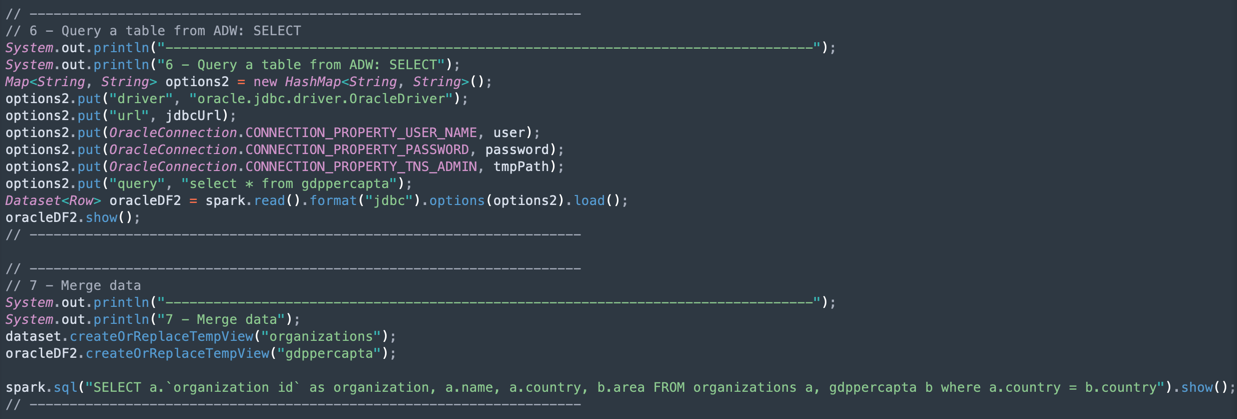 // ---------------------------------------------------------------------
// 6 - Query a table from ADW: SELECT
System.out.println("---------------------------------------------------------------------------------");
System.out.println("6 - Query a table from ADW: SELECT");
Map<String, String> options2 = new HashMap<String, String>();
options2.put("driver", "oracle.jdbc.driver.OracleDriver");
options2.put("url", jdbcUrl);
options2.put(OracleConnection.CONNECTION_PROPERTY_USER_NAME, user);
options2.put(OracleConnection.CONNECTION_PROPERTY_PASSWORD, password);
options2.put(OracleConnection.CONNECTION_PROPERTY_TNS_ADMIN, tmpPath);
options2.put("query", "select * from gdppercapta");
Dataset<Row> oracleDF2 = spark.read().format("jdbc").options(options2).load();
oracleDF2.show();
// ---------------------------------------------------------------------
// ---------------------------------------------------------------------
// 7 - Merge data
System.out.println("---------------------------------------------------------------------------------");
System.out.println("7 - Merge data");
dataset.createOrReplaceTempView("organizations");
oracleDF2.createOrReplaceTempView("gdppercapta");
spark.sql("SELECT a.`organization id` as organization, a.name, a.country, b.area FROM organizations a, gdppercapta b where a.country = b.country").show();
// ---------------------------------------------------------------------